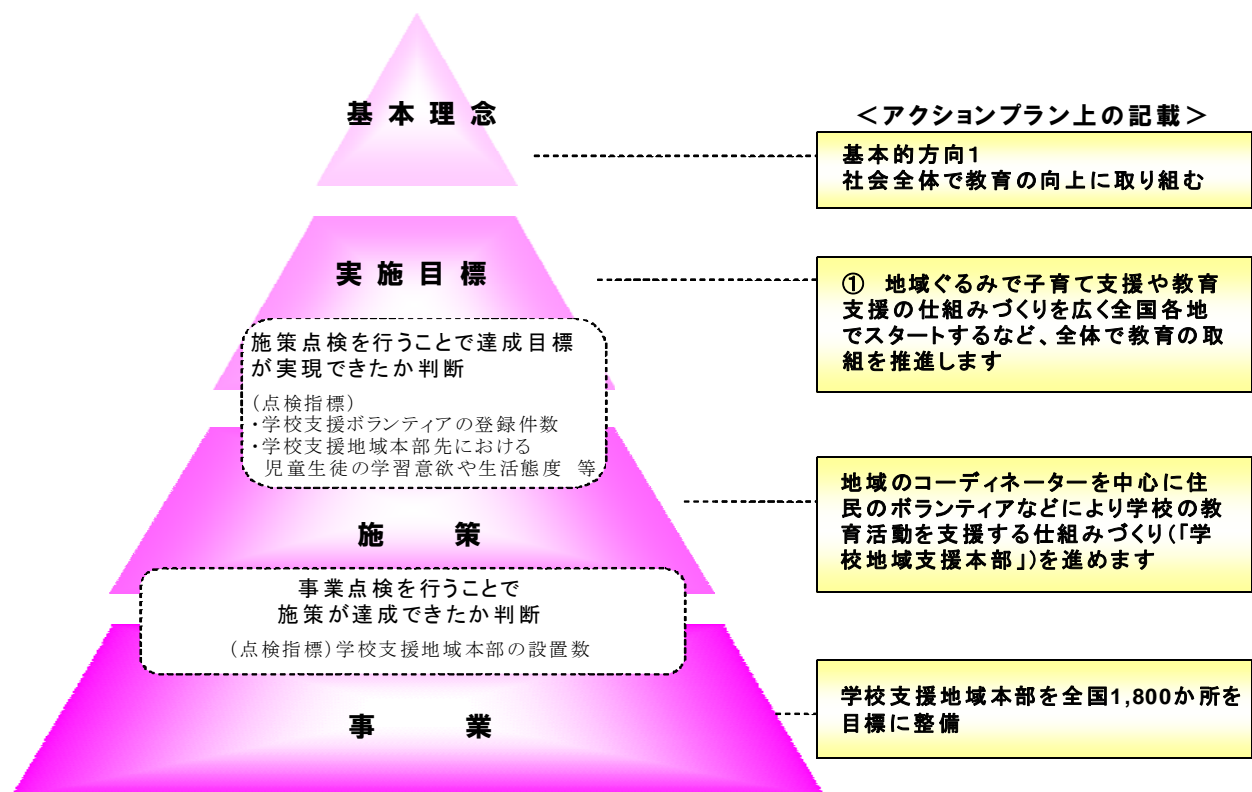 基本理念
＜アクションプラン上の記載＞
基本的方向1
社会全体で教育の向上に取り組む
実施目標
① 地域ぐるみで子育て支援や教育
支援の仕組みづくりを広く全国各地
でスタートするなど、全体で教育の取
組を推進します
施策点検を行うことで達成目標
が実現できたか判断
(点検指標)
・学校支援ボランティアの登録件数
・学校支援地域本部先における
児童生徒の学習意欲や生活態度 等
施 策
地域のコーディネーターを中心に住
民のボランティアなどにより学校の教
育活動を支援する仕組みづくり(「学
校地域支援本部」)を進めます
事業点検を行うことで
施策が達成できたか判断
(点検指標)学校支援地域本部の設置数
事 業
学校支援地域本部を全国1,800か所を
目標に整備